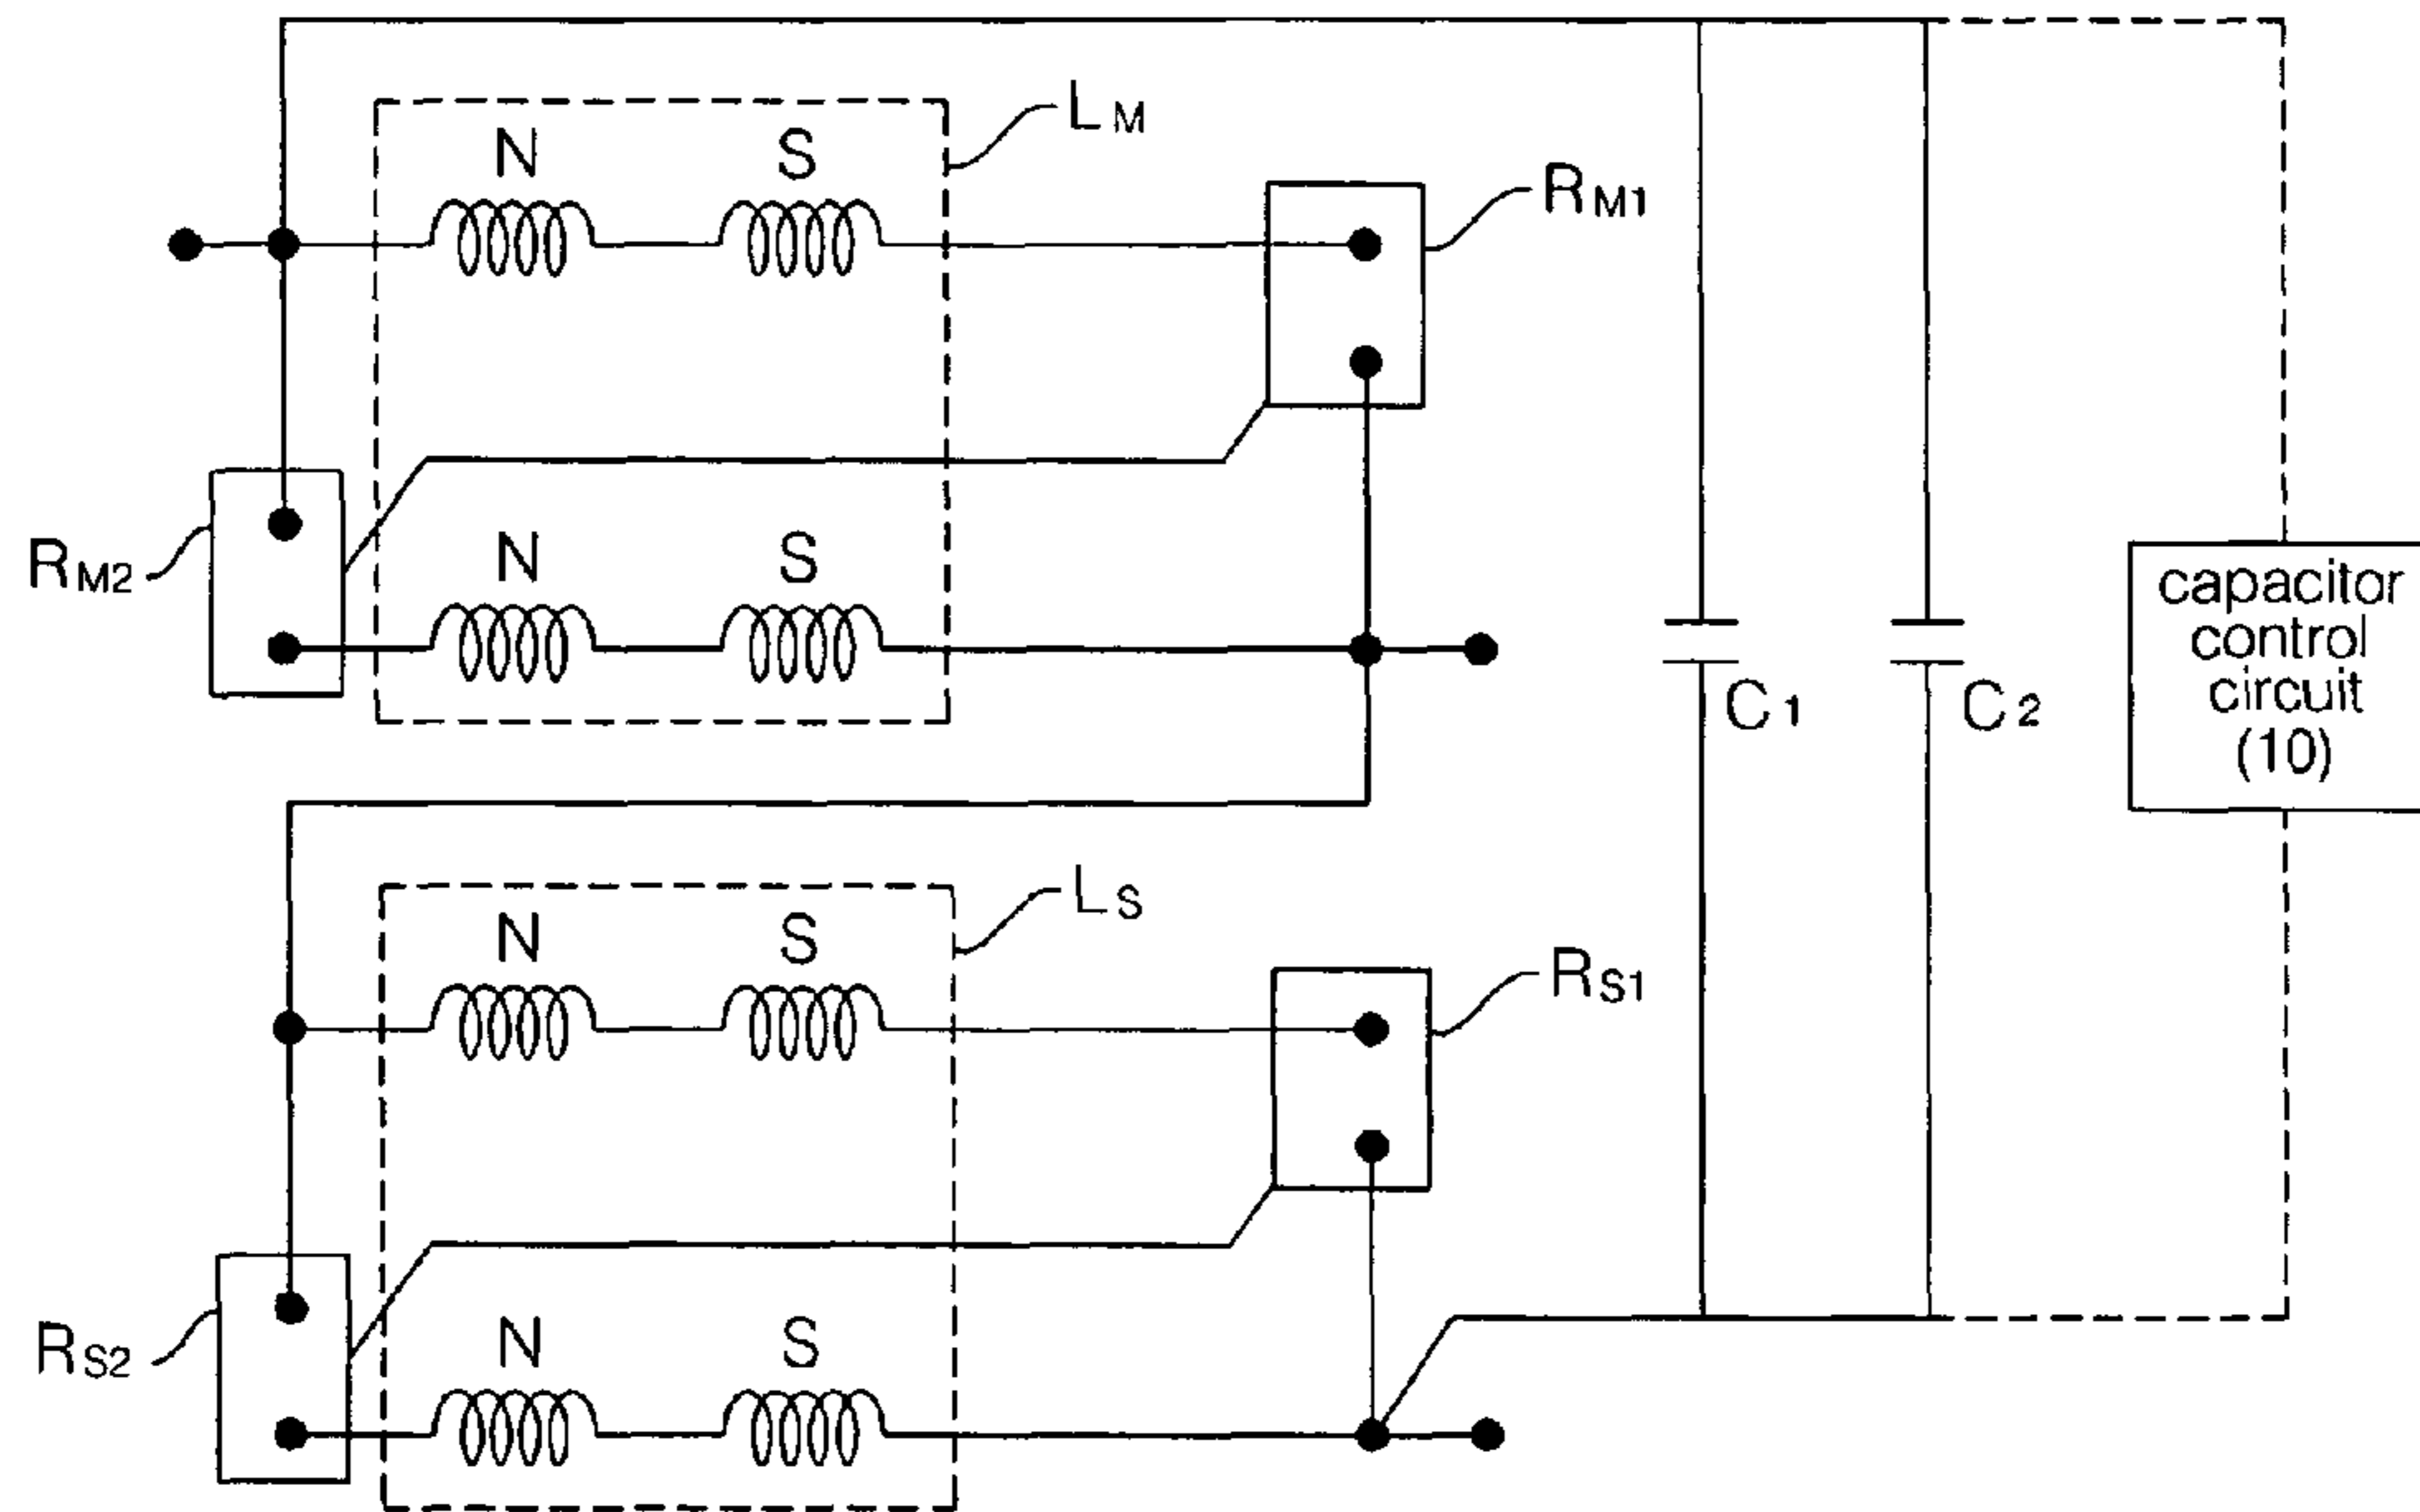 LM
N S
RM1
N S
RM2
capacitor
control
circuit
(10)
C1 C2
LS
N S
RS1
N S
RS2